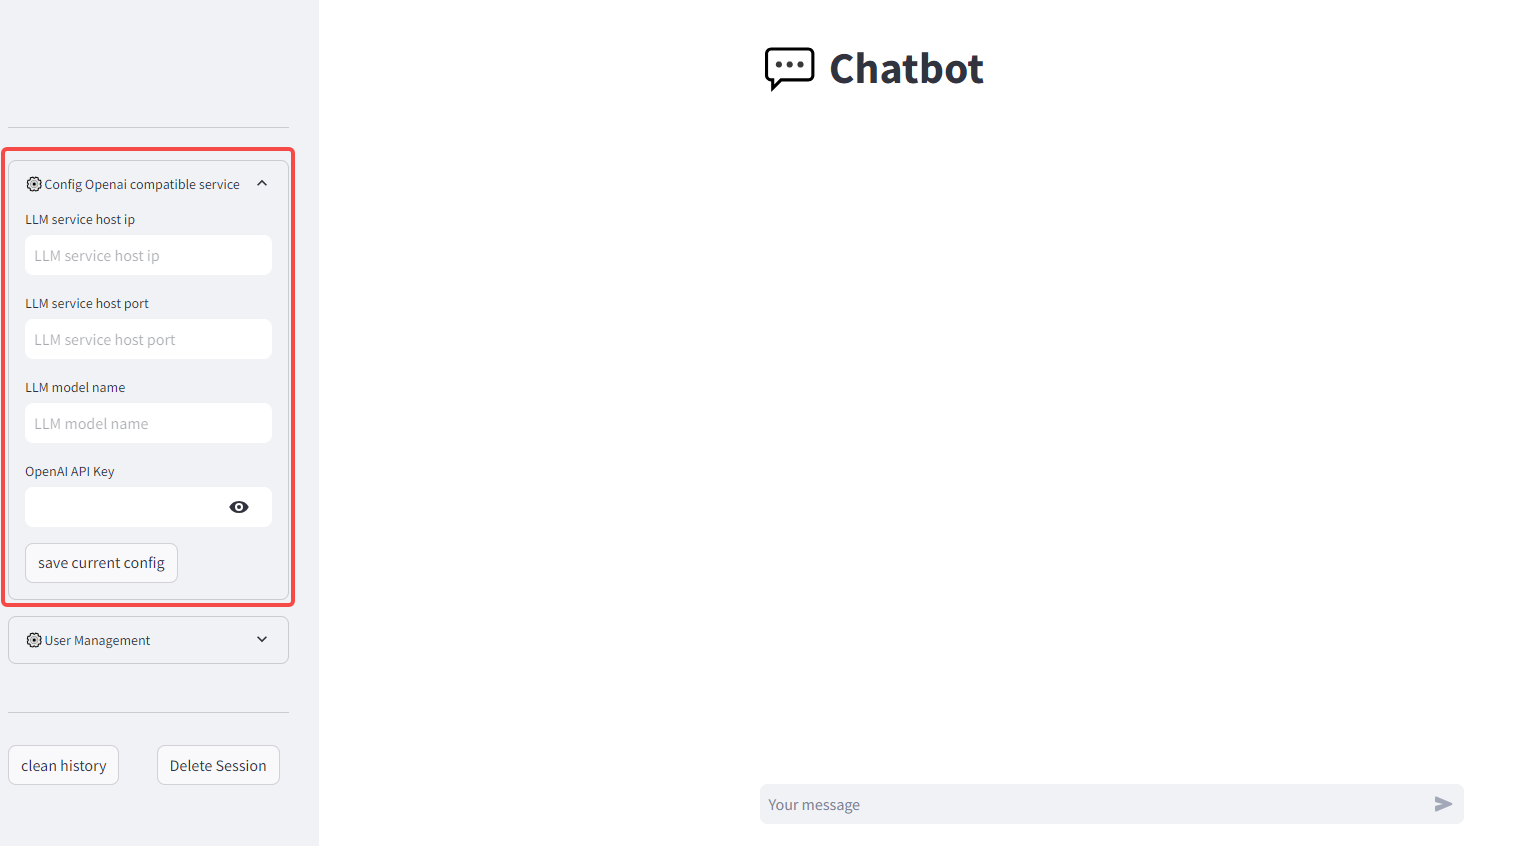 Chatbot
Config Openai compatible service
LLM service host ip
LLM service host ip
LLM service host port
LLM service host port
LLM model name
LLM model name
OpenAI API Key
save current config
User Management
clean history
Delete Session
Your message